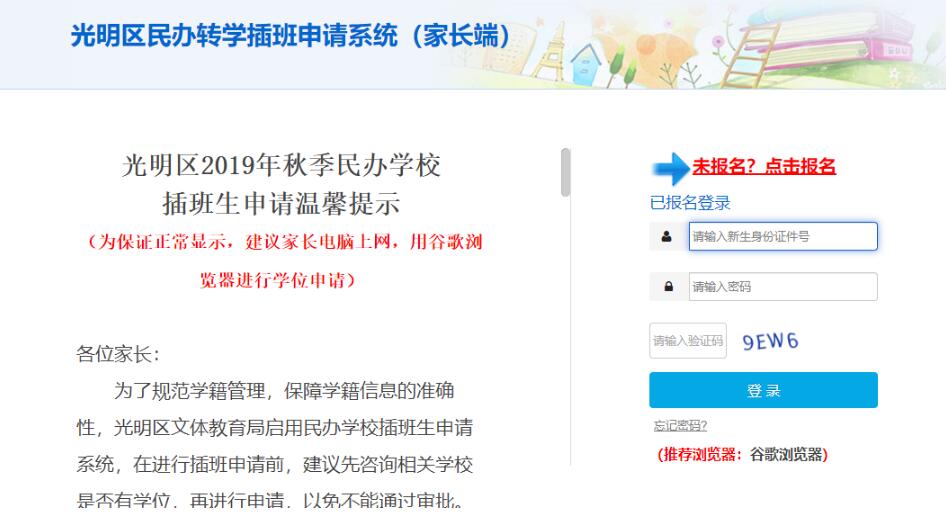 光明区民办转学插班申请系统（家长端）
光明区2019年秋季民办学校
插班生申请温馨提示
（为保证正常显示，建议家长电脑上网，用谷歌浏
览器进行学位申请）
各位家长：
为了规范学籍管理，保障学籍信息的准确
性，光明区文体教育局启用民办学校插班生申请
系统，在进行插班申请前，建议先咨询相关学校
是否有学位，再进行申请，以免不能通过审批。
未报名？点击报名
已报名登录
请输入新生身份证件号
请输入密码
请输入验证码 9EW6
登 录
忘记密码?
(推荐浏览器：谷歌浏览器)